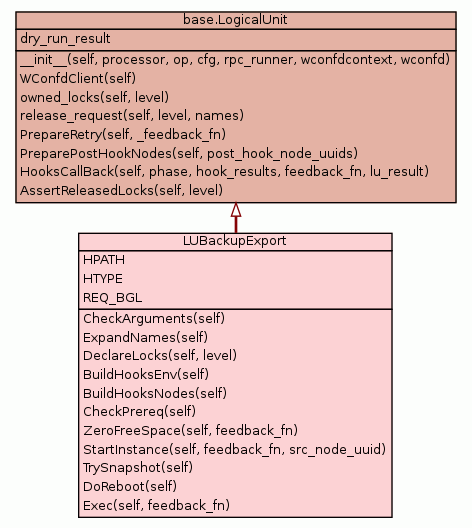 base.LogicalUnit
dry_run_result
__init__(self, processor, op, cfg, rpc_runner, wconfdcontext, wconfd)
WConfdClient(self)
owned_locks(self, level)
release_request(self, level, names)
PrepareRetry(self, _feedback_fn)
PreparePostHookNodes(self, post_hook_node_uuids)
HooksCallBack(self, phase, hook_results, feedback_fn, lu_result)
AssertReleasedLocks(self, level)
LUBackupExport
HPATH
HTYPE
REQ_BGL
CheckArguments(self)
ExpandNames(self)
DeclareLocks(self, level)
BuildHooksEnv(self)
BuildHooksNodes(self)
CheckPrereq(self)
ZeroFreeSpace(self, feedback_fn)
StartInstance(self, feedback_fn, src_node_uuid)
TrySnapshot(self)
DoReboot(self)
Exec(self, feedback_fn)